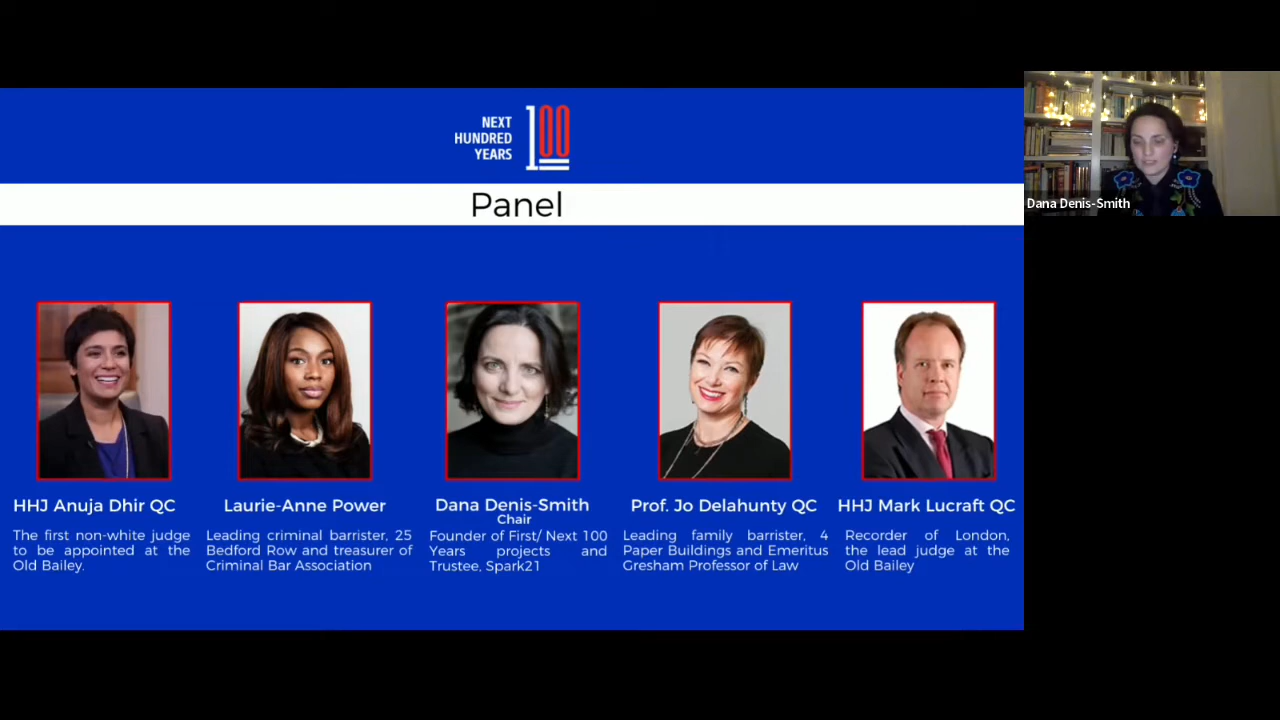 NEXT
HUNDRED
YEARS
100
Panel
HHJ Anuja Dhir QC
The first non-white judge
to be appointed at the
Old Bailey.
Laurie-Anne Power
Leading criminal barrister, 25
Bedford Row and treasurer of
Criminal Bar Association
Dana Denis-Smith
Chair
Founder of First/ Next 100
Years projects and
Trustee, Spark21
Prof. Jo Delahunty QC
Leading family barrister, 4
Paper Buildings and Emeritus
Gresham Professor of Law
HHJ Mark Lucraft QC
Recorder of London,
the lead judge at the
Old Bailey
Dana Denis-Smith